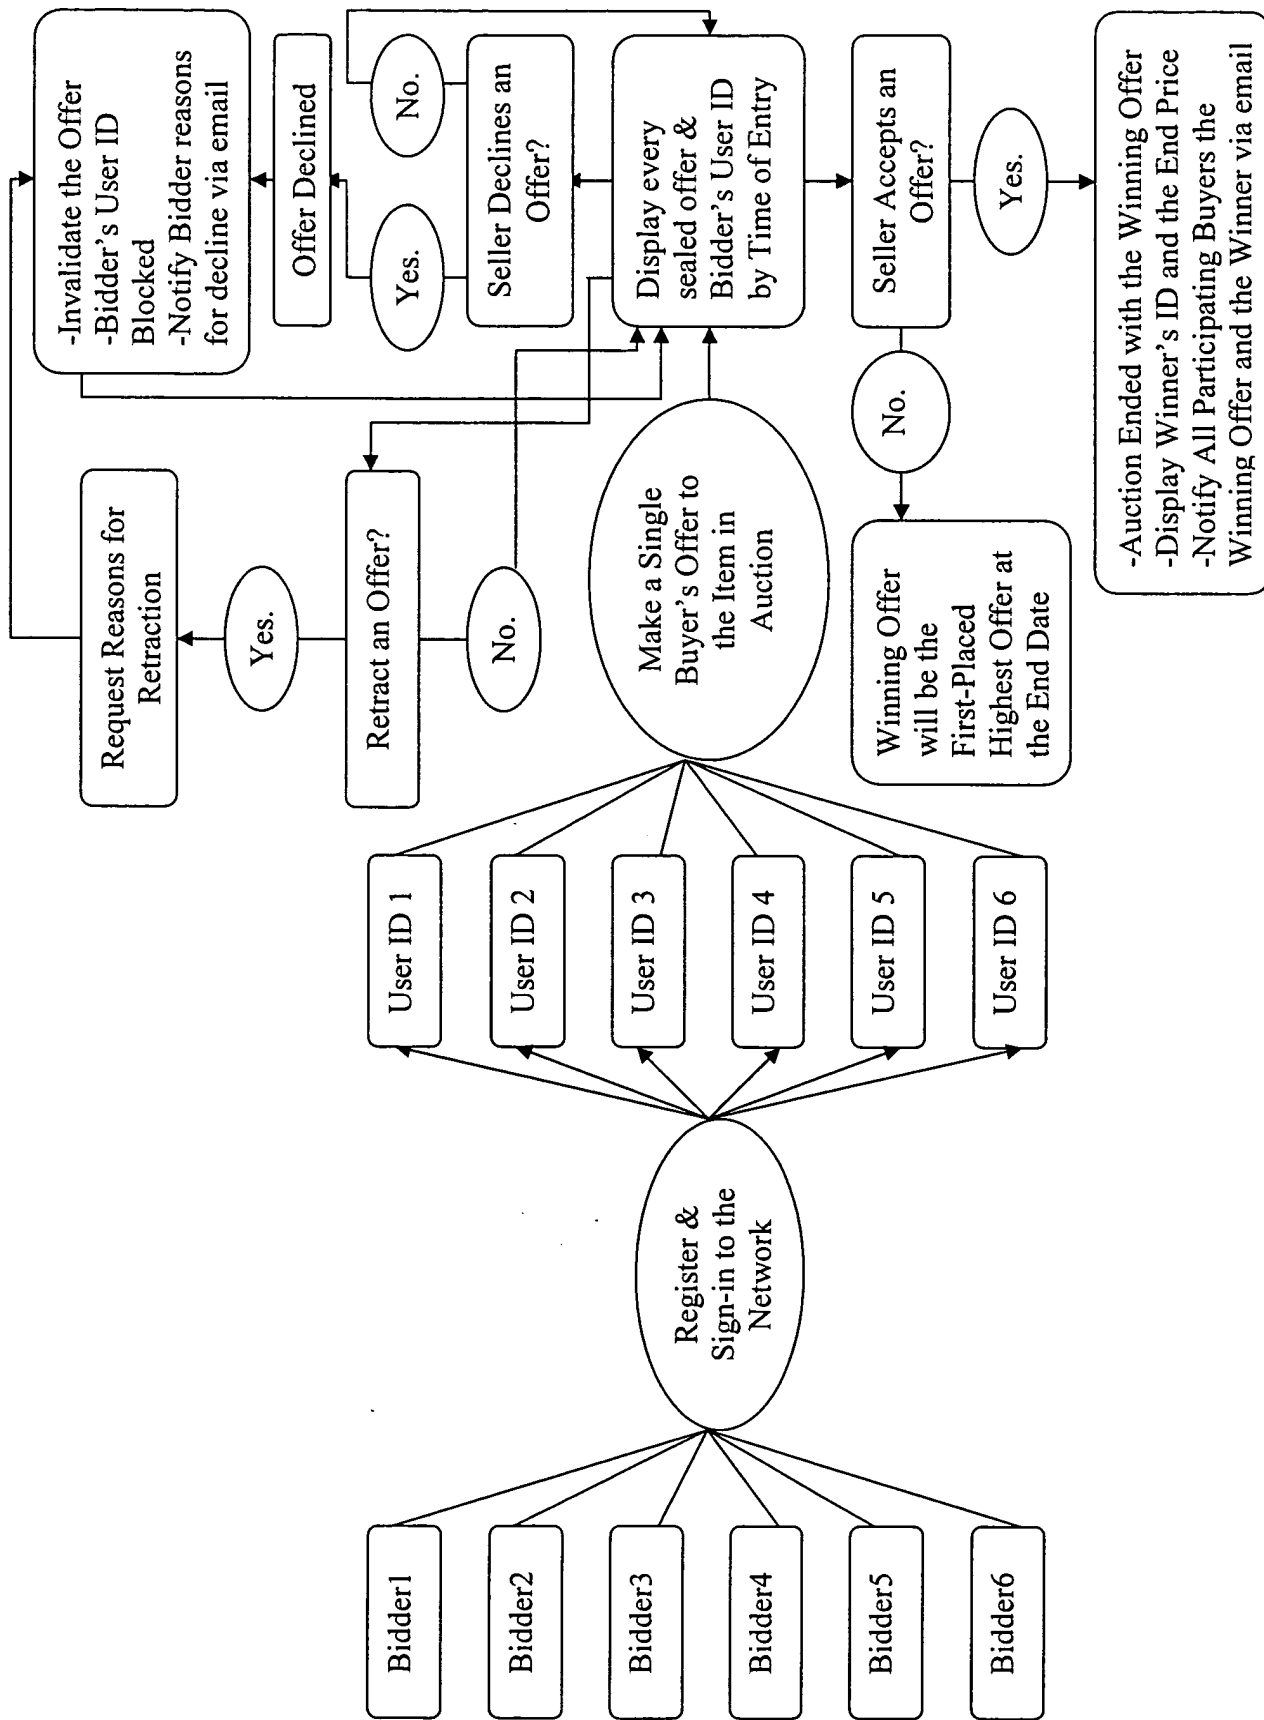 Bidder1
Bidder2
Bidder3
Bidder4
Bidder5
Bidder6
Register &
Sign-in to the
Network
User ID 1
User ID 2
User ID 3
User ID 4
User ID 5
User ID 6
Make a Single
Buyer's Offer to
the Item in
Auction
Request Reasons for
Retraction
Yes.
Retract an Offer?
No.
-Invalidate the Offer
-Bidder's User ID
Blocked
-Notify Bidder reasons
for decline via email
Offer Declined
Yes.
No.
Seller Declines an
Offer?
Display every
sealed offer &
Bidder's User ID
by Time of Entry
Seller Accepts an
Offer?
No.
Yes.
Winning Offer
will be the
First-Placed
Highest Offer at
the End Date
-Auction Ended with the Winning Offer
-Display Winner's ID and the End Price
-Notify All Participating Buyers the
Winning Offer and the Winner via email